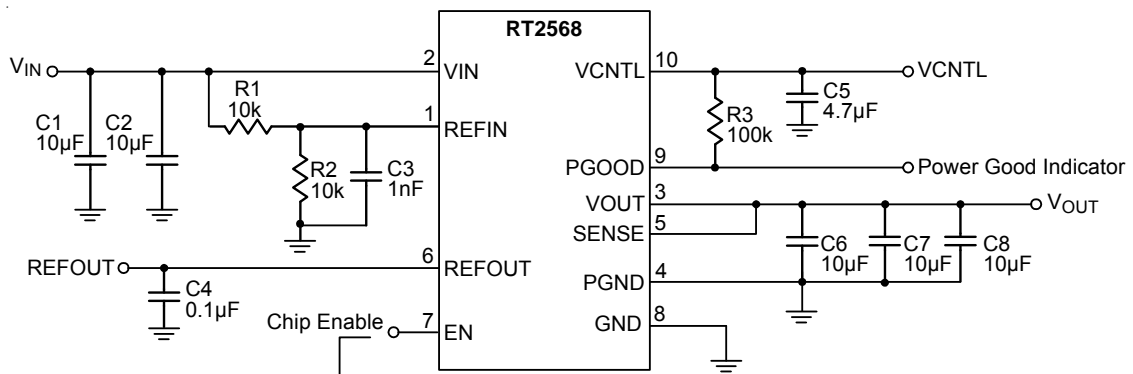 RT2568
V_IN
2
VIN
R1
10k
C1
10µF
C2
10µF
1
REFIN
R2
10k
C3
1nF
REFOUT
6
REFOUT
C4
0.1µF
Chip Enable
7
EN
VCNTL
10
VCNTL
R3
100k
C5
4.7µF
PGOOD
9
Power Good Indicator
VOUT
3
V_OUT
SENSE
5
C6
10µF
C7
10µF
C8
10µF
PGND
4
GND
8